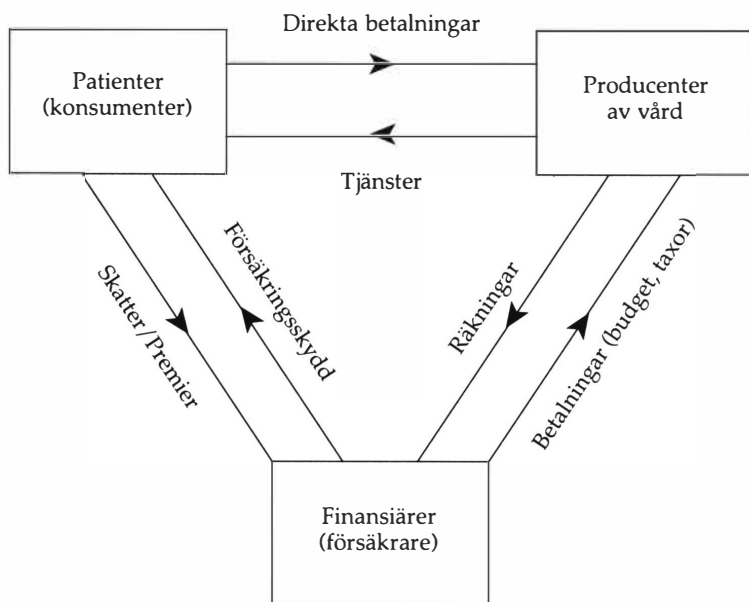 Direkta betalningar
Patienter
(konsumenter)
Producenter
av vård
Tjänster
Skatter/Premier
Försäkringsskydd
Räkningar
Betalningar (budget, taxor)
Finansiärer
(försäkrare)